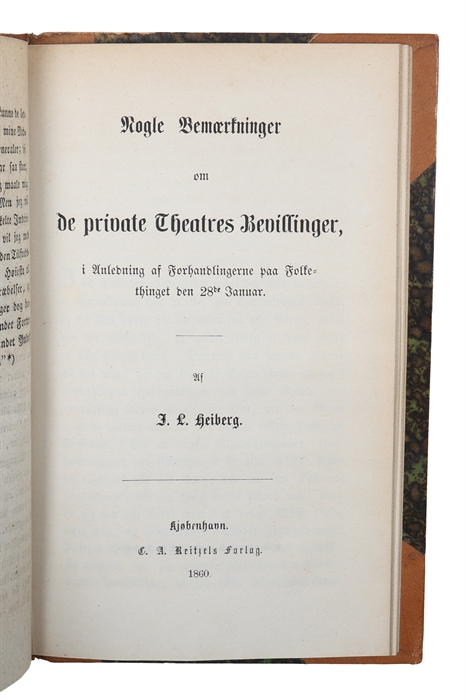 Nogle Bemærkninger
om
de private Theatres Bevillinger,
i Anledning af Forhandlingerne paa Folke-
thinget den 28de Januar.
Af
J. L. Heiberg.
Kjøbenhavn.
C. A. Reitzels Forlag.
1860.